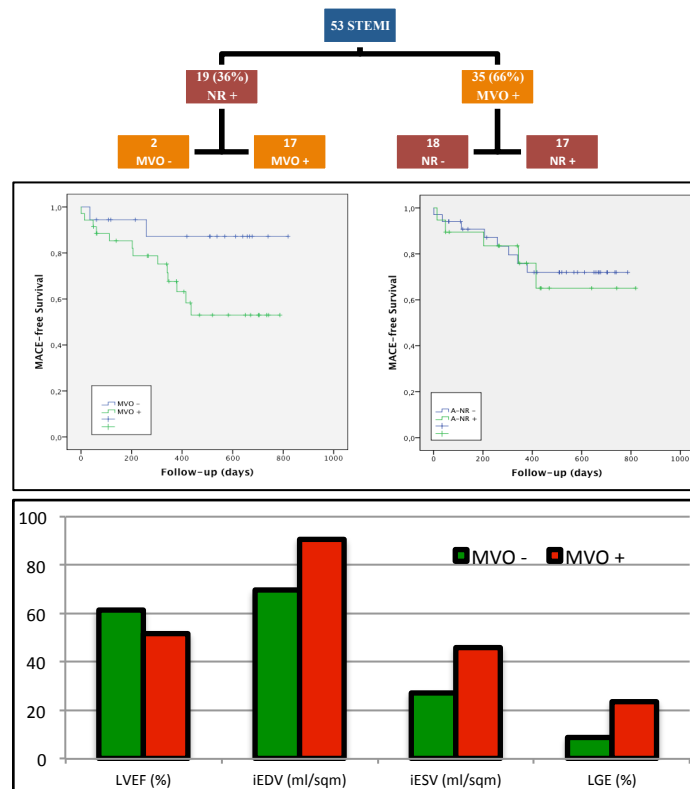 53 STEMI
19 (36%)
NR +
35 (66%)
MVO +
2
MVO -
17
MVO +
18
NR -
17
NR +
MACE-free Survival
1,0
0,8
0,6
0,4
0,2
0,0
MVO -
MVO +
0 200 400 600 800 1000
Follow-up (days)
MACE-free Survival
1,0
0,8
0,6
0,4
0,2
0,0
A-NR -
A-NR +
0 200 400 600 800 1000
Follow-up (days)
100
80
60
40
20
0
MVO - MVO +
LVEF (%) iEDV (ml/sqm) iESV (ml/sqm) LGE (%)